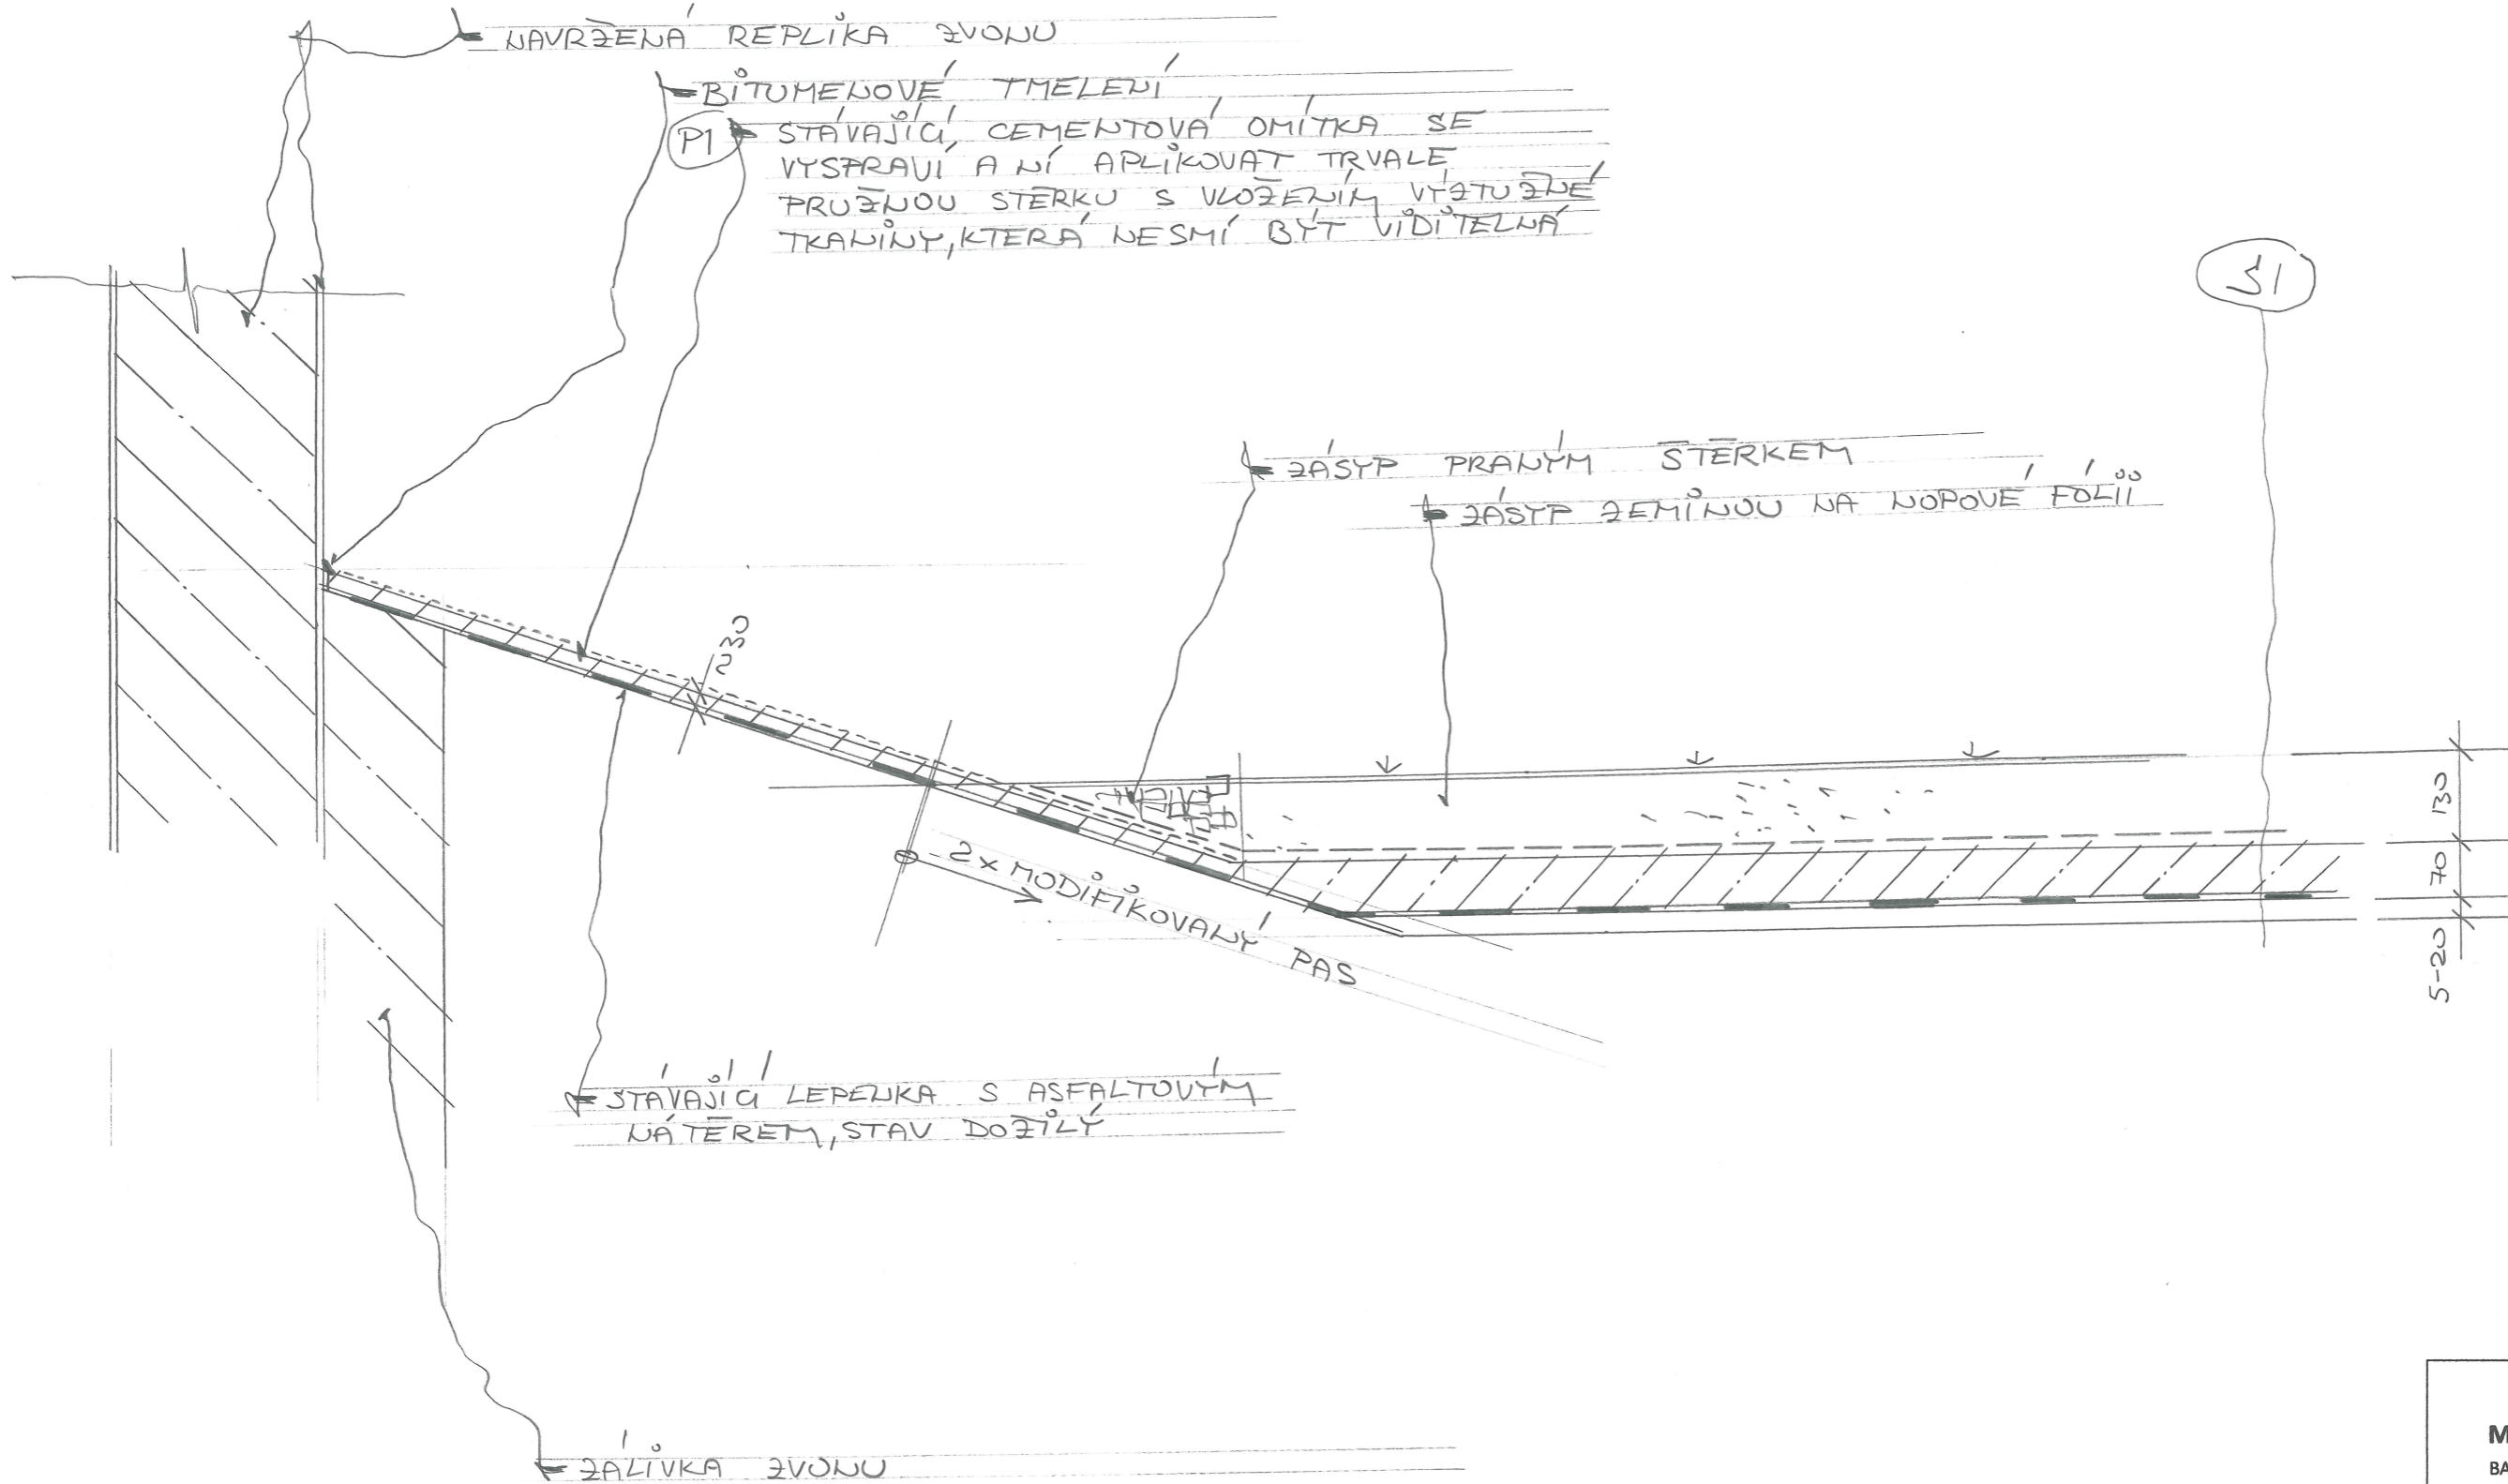 NAVRŽENÁ REPLIKA ZVONU
BITUMENOVÉ TMELENÍ
P1 STÁVAJÍCÍ, CEMENTOVÁ OMÍTKA SE
VYSPRAVÍ A NÍ APLIKOVAT TRVALE
PRUŽNOU STĚRKU S VLOŽENÍM VÝZTUŽNÉ
TKANINY, KTERÁ NESMÍ BÝT VIDITELNÁ
S1
ZÁSYP PRANÝM ŠTĚRKEM
ZÁSYP ZEMINOU NA NOPOVÉ FÓLII
~30
130
70
5-20
2x MODIFIKOVANÝ PAS
STÁVAJÍCÍ LEPENKA S ASFALTOVÝM
NÁTĚREM, STAV DOŽILÝ
ZÁLIVKA ZVONU
M
BA